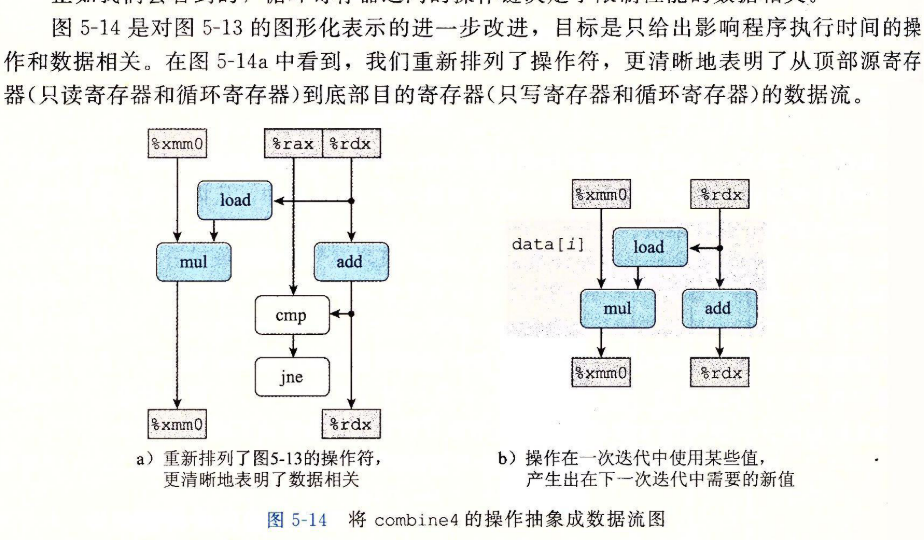 图 5-14 是对图 5-13 的图形化表示的进一步改进，目标是只给出影响程序执行时间的操
作和数据相关。在图 5-14a 中看到，我们重新排列了操作符，更清晰地表明了从顶部源寄存
器(只读寄存器和循环寄存器)到底部目的寄存器(只写寄存器和循环寄存器)的数据流。
%xmm0 %rax %rdx
load
mul add
cmp
jne
%xmm0 %rdx
a）重新排列了图5-13的操作符，
更清晰地表明了数据相关
%xmm0 %rdx
data[i] load
mul add
%xmm0 %rdx
b）操作在一次迭代中使用某些值，
产生出在下一次迭代中需要的新值
图 5-14 将 combine4 的操作抽象成数据流图